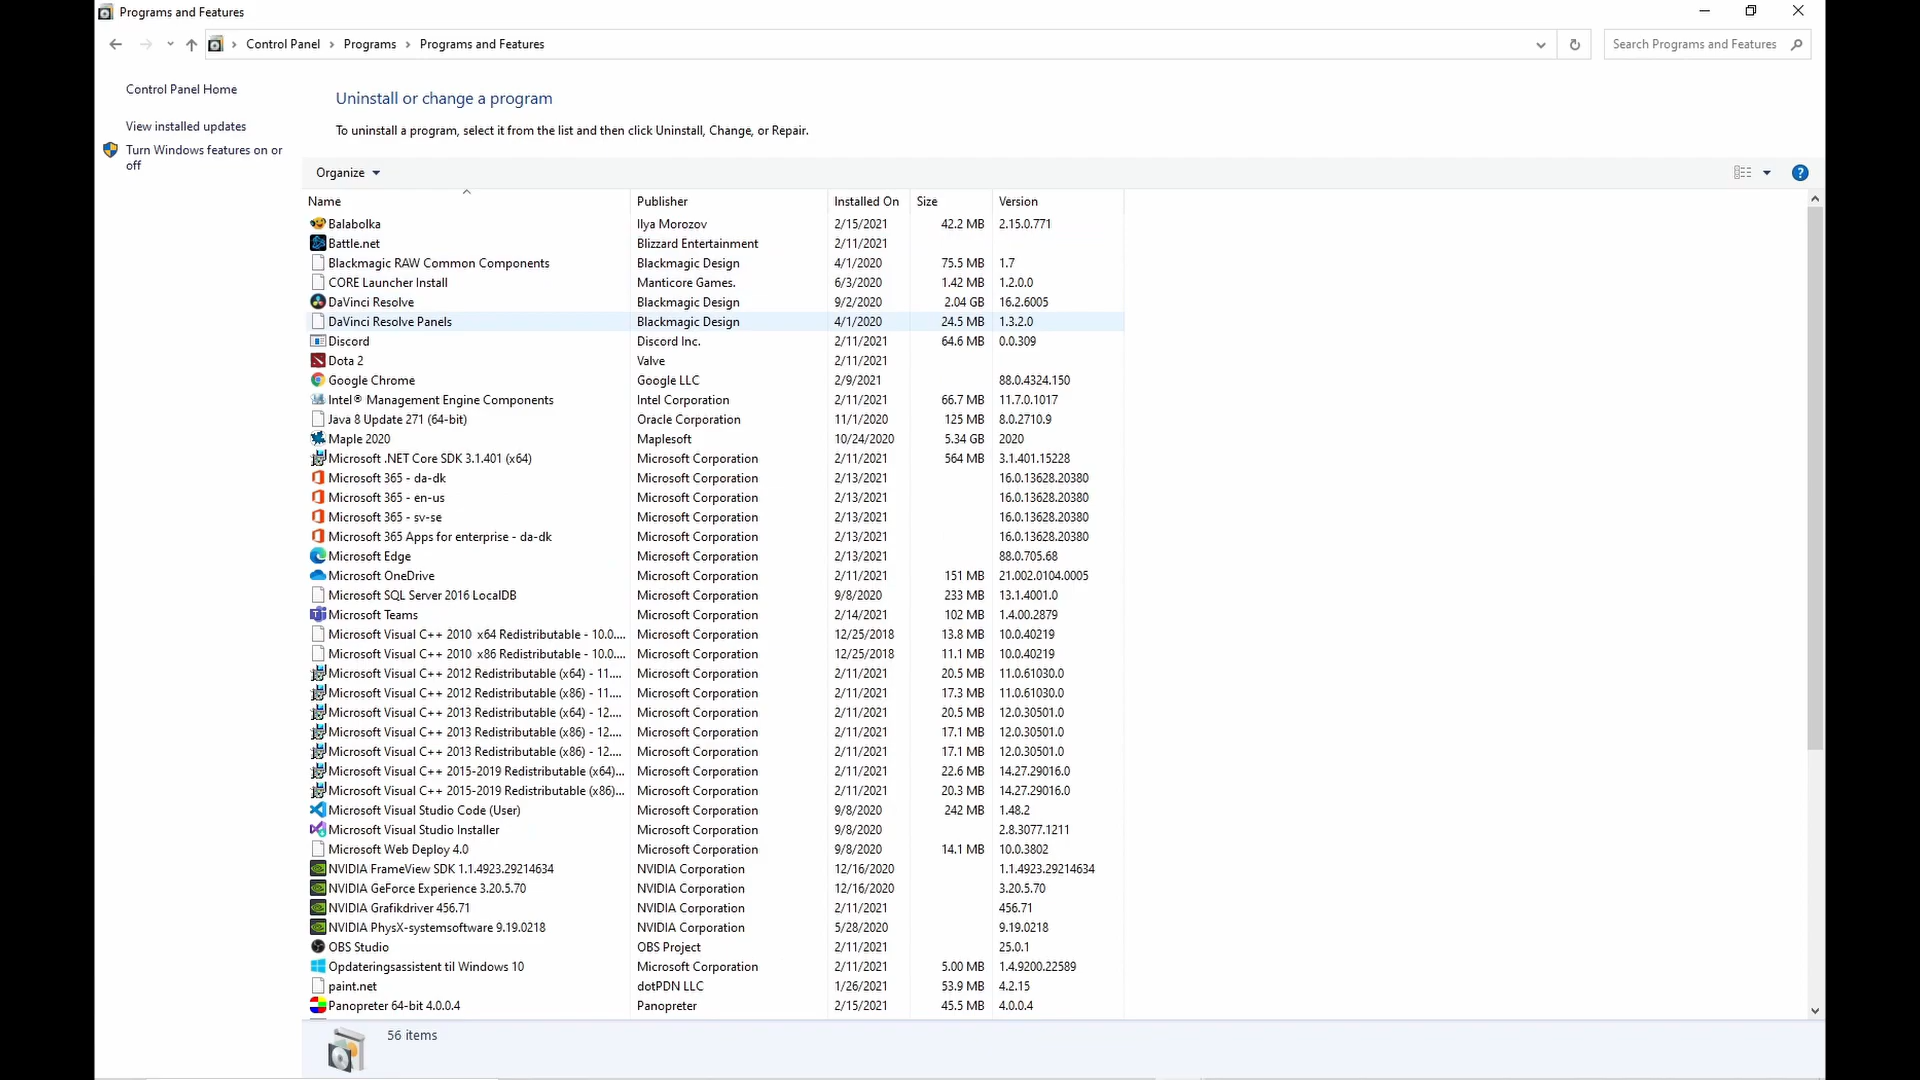 Programs and Features
Control Panel Programs Programs and Features Search Programs and Features
Control Panel Home
View installed updates
Turn Windows features on or
off
Uninstall or change a program
To uninstall a program, select it from the list and then click Uninstall, Change, or Repair.
Organize
Name Publisher Installed On Size Version
Balabolka Ilya Morozov 2/15/2021 42.2 MB 2.15.0.771
Battle.net Blizzard Entertainment 2/11/2021
Blackmagic RAW Common Components Blackmagic Design 4/1/2020 75.5 MB 1.7
CORE Launcher Install Manticore Games. 6/3/2020 1.42 MB 1.2.0.0
DaVinci Resolve Blackmagic Design 9/2/2020 2.04 GB 16.2.6005
DaVinci Resolve Panels Blackmagic Design 4/1/2020 24.5 MB 1.3.2.0
Discord Discord Inc. 2/11/2021 64.6 MB 0.0.309
Dota 2 Valve 2/11/2021
Google Chrome Google LLC 2/9/2021 88.0.4324.150
Intel® Management Engine Components Intel Corporation 2/11/2021 66.7 MB 11.7.0.1017
Java 8 Update 271 (64-bit) Oracle Corporation 11/1/2020 125 MB 8.0.2710.9
Maple 2020 Maplesoft 10/24/2020 5.34 GB 2020
Microsoft .NET Core SDK 3.1.401 (x64) Microsoft Corporation 2/11/2021 564 MB 3.1.401.15228
Microsoft 365 - da-dk Microsoft Corporation 2/13/2021 16.0.13628.20380
Microsoft 365 - en-us Microsoft Corporation 2/13/2021 16.0.13628.20380
Microsoft 365 - sv-se Microsoft Corporation 2/13/2021 16.0.13628.20380
Microsoft 365 Apps for enterprise - da-dk Microsoft Corporation 2/13/2021 16.0.13628.20380
Microsoft Edge Microsoft Corporation 2/13/2021 88.0.705.68
Microsoft OneDrive Microsoft Corporation 2/11/2021 151 MB 21.002.0104.0005
Microsoft SQL Server 2016 LocalDB Microsoft Corporation 9/8/2020 233 MB 13.1.4001.0
Microsoft Teams Microsoft Corporation 2/14/2021 102 MB 1.4.00.2879
Microsoft Visual C++ 2010 x64 Redistributable - 10.0.... Microsoft Corporation 12/25/2018 13.8 MB 10.0.40219
Microsoft Visual C++ 2010 x86 Redistributable - 10.0.... Microsoft Corporation 12/25/2018 11.1 MB 10.0.40219
Microsoft Visual C++ 2012 Redistributable (x64) - 11.... Microsoft Corporation 2/11/2021 20.5 MB 11.0.61030.0
Microsoft Visual C++ 2012 Redistributable (x86) - 11.... Microsoft Corporation 2/11/2021 17.3 MB 11.0.61030.0
Microsoft Visual C++ 2013 Redistributable (x64) - 12.... Microsoft Corporation 2/11/2021 20.5 MB 12.0.30501.0
Microsoft Visual C++ 2013 Redistributable (x86) - 12.... Microsoft Corporation 2/11/2021 17.1 MB 12.0.30501.0
Microsoft Visual C++ 2013 Redistributable (x86) - 12.... Microsoft Corporation 2/11/2021 17.1 MB 12.0.30501.0
Microsoft Visual C++ 2015-2019 Redistributable (x64)... Microsoft Corporation 2/11/2021 22.6 MB 14.27.29016.0
Microsoft Visual C++ 2015-2019 Redistributable (x86)... Microsoft Corporation 2/11/2021 20.3 MB 14.27.29016.0
Microsoft Visual Studio Code (User) Microsoft Corporation 9/8/2020 242 MB 1.48.2
Microsoft Visual Studio Installer Microsoft Corporation 9/8/2020 2.8.3077.1211
Microsoft Web Deploy 4.0 Microsoft Corporation 9/8/2020 14.1 MB 10.0.3802
NVIDIA FrameView SDK 1.1.4923.29214634 NVIDIA Corporation 12/16/2020 1.1.4923.29214634
NVIDIA GeForce Experience 3.20.5.70 NVIDIA Corporation 12/16/2020 3.20.5.70
NVIDIA Grafikdriver 456.71 NVIDIA Corporation 2/11/2021 456.71
NVIDIA PhysX-systemsoftware 9.19.0218 NVIDIA Corporation 5/28/2020 9.19.0218
OBS Studio OBS Project 2/11/2021 25.0.1
Opdateringsassistent til Windows 10 Microsoft Corporation 2/11/2021 5.00 MB 1.4.9200.22589
paint.net dotPDN LLC 1/26/2021 53.9 MB 4.2.15
Panopreter 64-bit 4.0.0.4 Panopreter 2/15/2021 45.5 MB 4.0.0.4
56 items